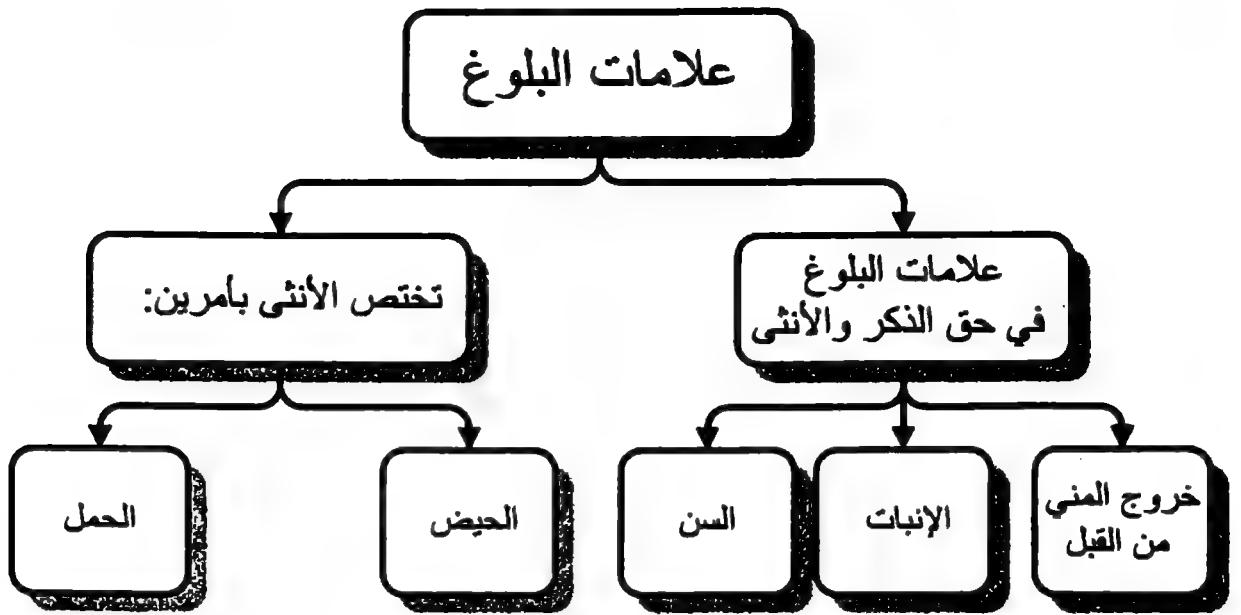 علامات البلوغ
علامات البلوغ
في حق الذكر والأنثى
تختص الأنثى بأمرين:
خروج المني
من القبل
الإنبات
السن
الحيض
الحمل